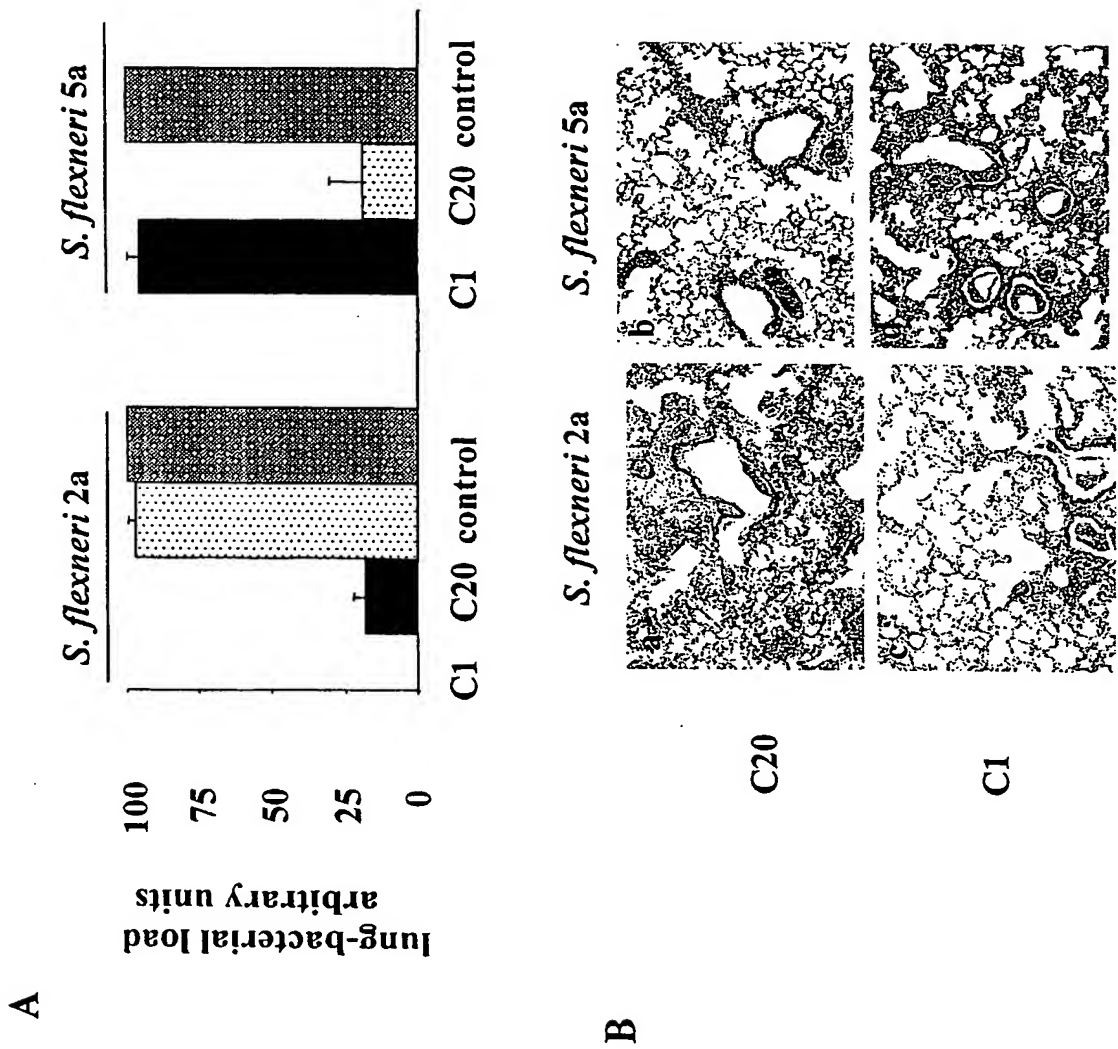 A
S. flexneri 2a
S. flexneri 5a
lung-bacterial load
arbitrary units
100
75
50
25
0
C1 C20 control
C1 C20 control
B
S. flexneri 2a
S. flexneri 5a
C20
C1
a
b
c